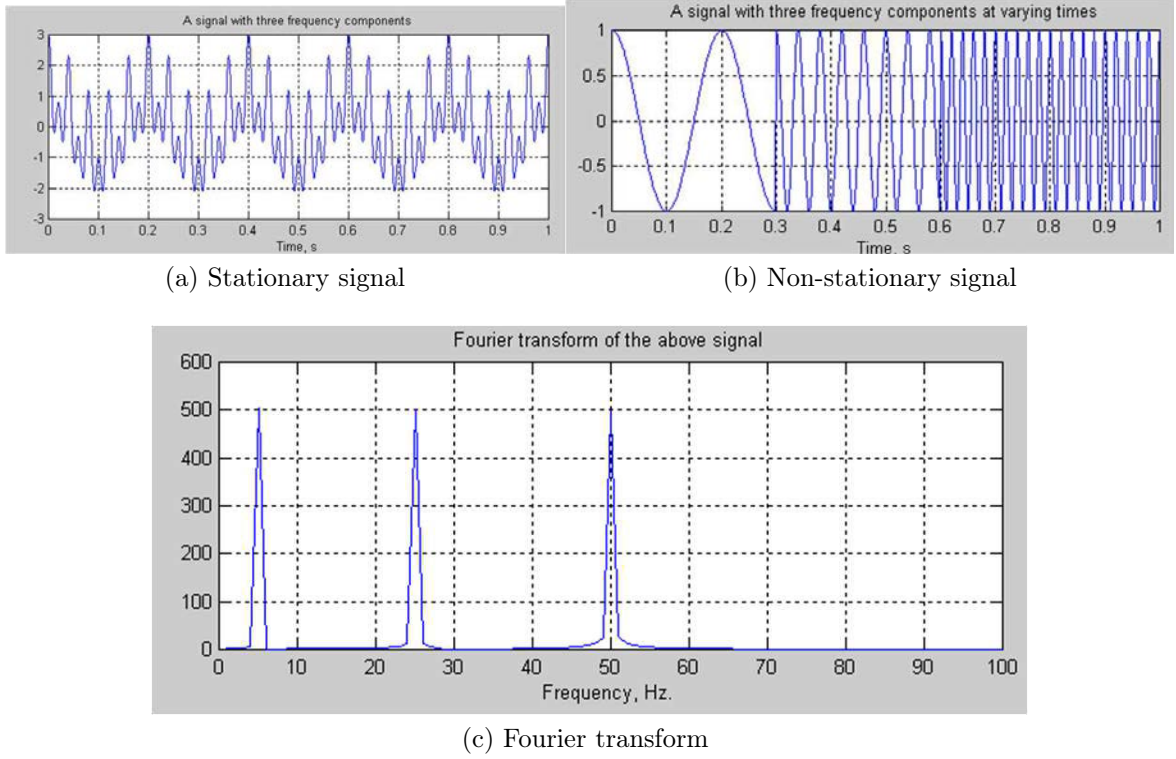 A signal with three frequency components
3
2
1
0
-1
-2
-3
0 0.1 0.2 0.3 0.4 0.5 0.6 0.7 0.8 0.9 1
Time, s
(a) Stationary signal
A signal with three frequency components at varying times
1
0.5
0
-0.5
-1
0 0.1 0.2 0.3 0.4 0.5 0.6 0.7 0.8 0.9 1
Time, s
(b) Non-stationary signal
Fourier transform of the above signal
600
500
400
300
200
100
0
0 10 20 30 40 50 60 70 80 90 100
Frequency, Hz.
(c) Fourier transform